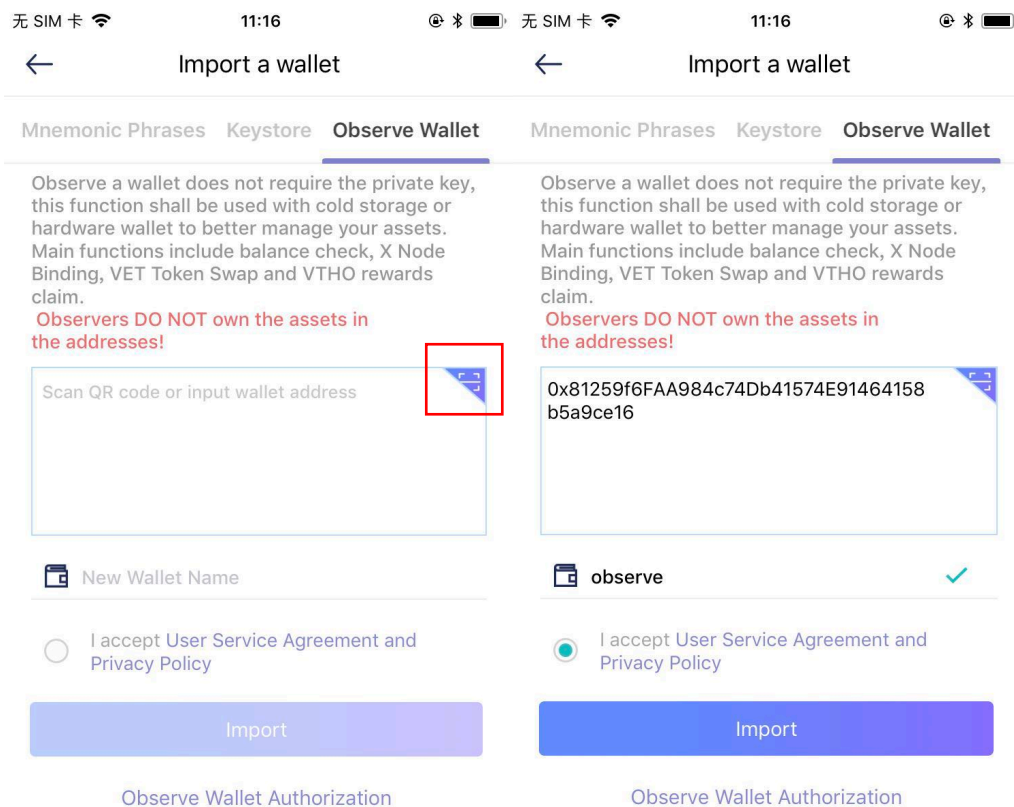 无 SIM 卡
11:16
Import a wallet
Mnemonic Phrases Keystore Observe Wallet
Observe a wallet does not require the private key,
this function shall be used with cold storage or
hardware wallet to better manage your assets.
Main functions include balance check, X Node
Binding, VET Token Swap and VTHO rewards
claim.
Observers DO NOT own the assets in
the addresses!
Scan QR code or input wallet address
New Wallet Name
I accept User Service Agreement and
Privacy Policy
Import
Observe Wallet Authorization
无 SIM 卡
11:16
Import a wallet
Mnemonic Phrases Keystore Observe Wallet
Observe a wallet does not require the private key,
this function shall be used with cold storage or
hardware wallet to better manage your assets.
Main functions include balance check, X Node
Binding, VET Token Swap and VTHO rewards
claim.
Observers DO NOT own the assets in
the addresses!
0x81259f6FAA984c74Db41574E91464158
b5a9ce16
observe
I accept User Service Agreement and
Privacy Policy
Import
Observe Wallet Authorization